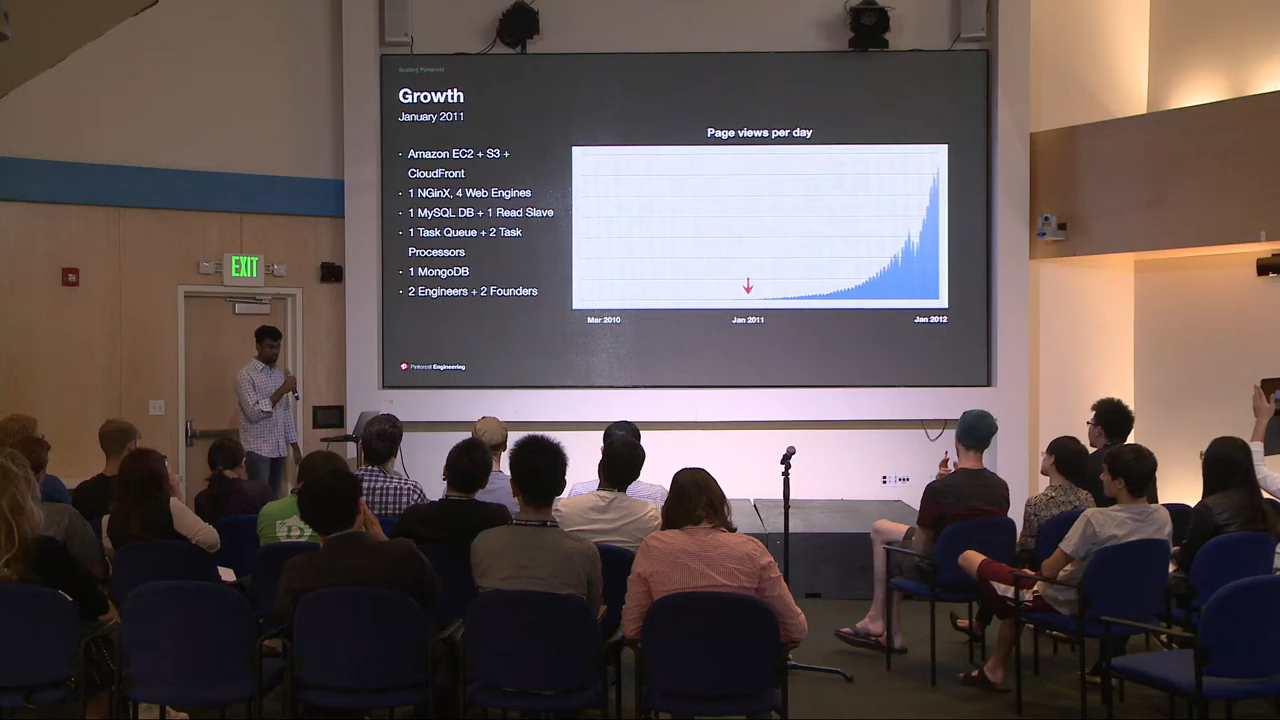 Scaling Pinterest
Growth
January 2011
Page views per day
· Amazon EC2 + S3 +
CloudFront
· 1 NGinX, 4 Web Engines
· 1 MySQL DB + 1 Read Slave
· 1 Task Queue + 2 Task
Processors
· 1 MongoDB
· 2 Engineers + 2 Founders
Mar 2010
Jan 2011
Jan 2012
Pinterest Engineering
EXIT
D